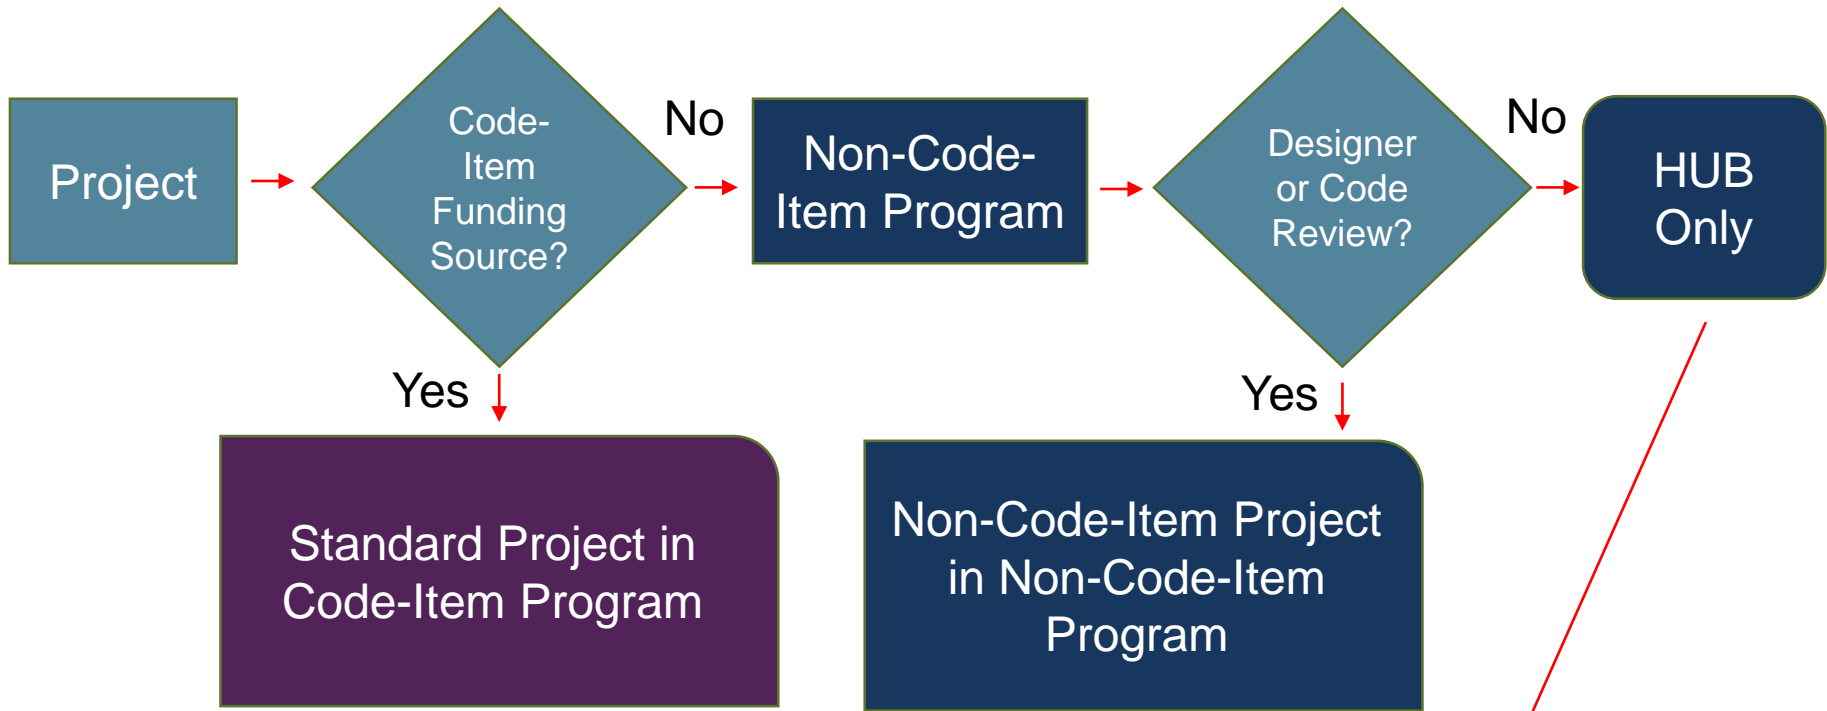 Project
Code-
Item
Funding
Source?
No
Non-Code-
Item Program
Designer
or Code
Review?
No
HUB
Only
Yes
Standard Project in
Code-Item Program
Yes
Non-Code-Item Project
in Non-Code-Item
Program